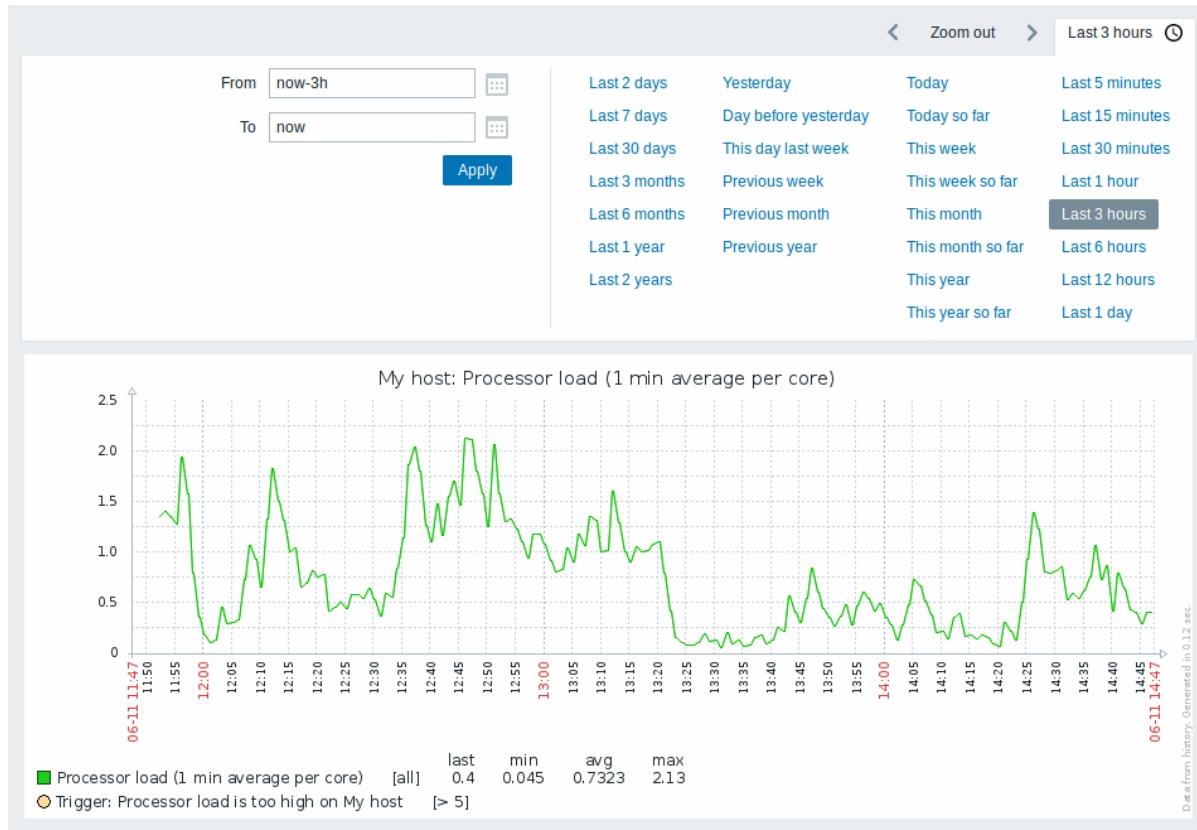 Zoom out
Last 3 hours
From now-3h
To now
Apply
Last 2 days Yesterday Today Last 5 minutes
Last 7 days Day before yesterday Today so far Last 15 minutes
Last 30 days This day last week This week Last 30 minutes
Last 3 months Previous week This week so far Last 1 hour
Last 6 months Previous month This month Last 3 hours
Last 1 year Previous year This month so far Last 6 hours
Last 2 years This year Last 12 hours
This year so far Last 1 day
My host: Processor load (1 min average per core)
2.5
2.0
1.5
1.0
0.5
0
06-11 11:47
11:50
11:55
12:00
12:05
12:10
12:15
12:20
12:25
12:30
12:35
12:40
12:45
12:50
12:55
13:00
13:05
13:10
13:15
13:20
13:25
13:30
13:35
13:40
13:45
13:50
13:55
14:00
14:05
14:10
14:15
14:20
14:25
14:30
14:35
14:40
14:45
06-11 14:47
last min avg max
Processor load (1 min average per core) [all] 0.4 0.045 0.7323 2.13
Trigger: Processor load is too high on My host [> 5]
Data from history. Generated in 0.12 sec.